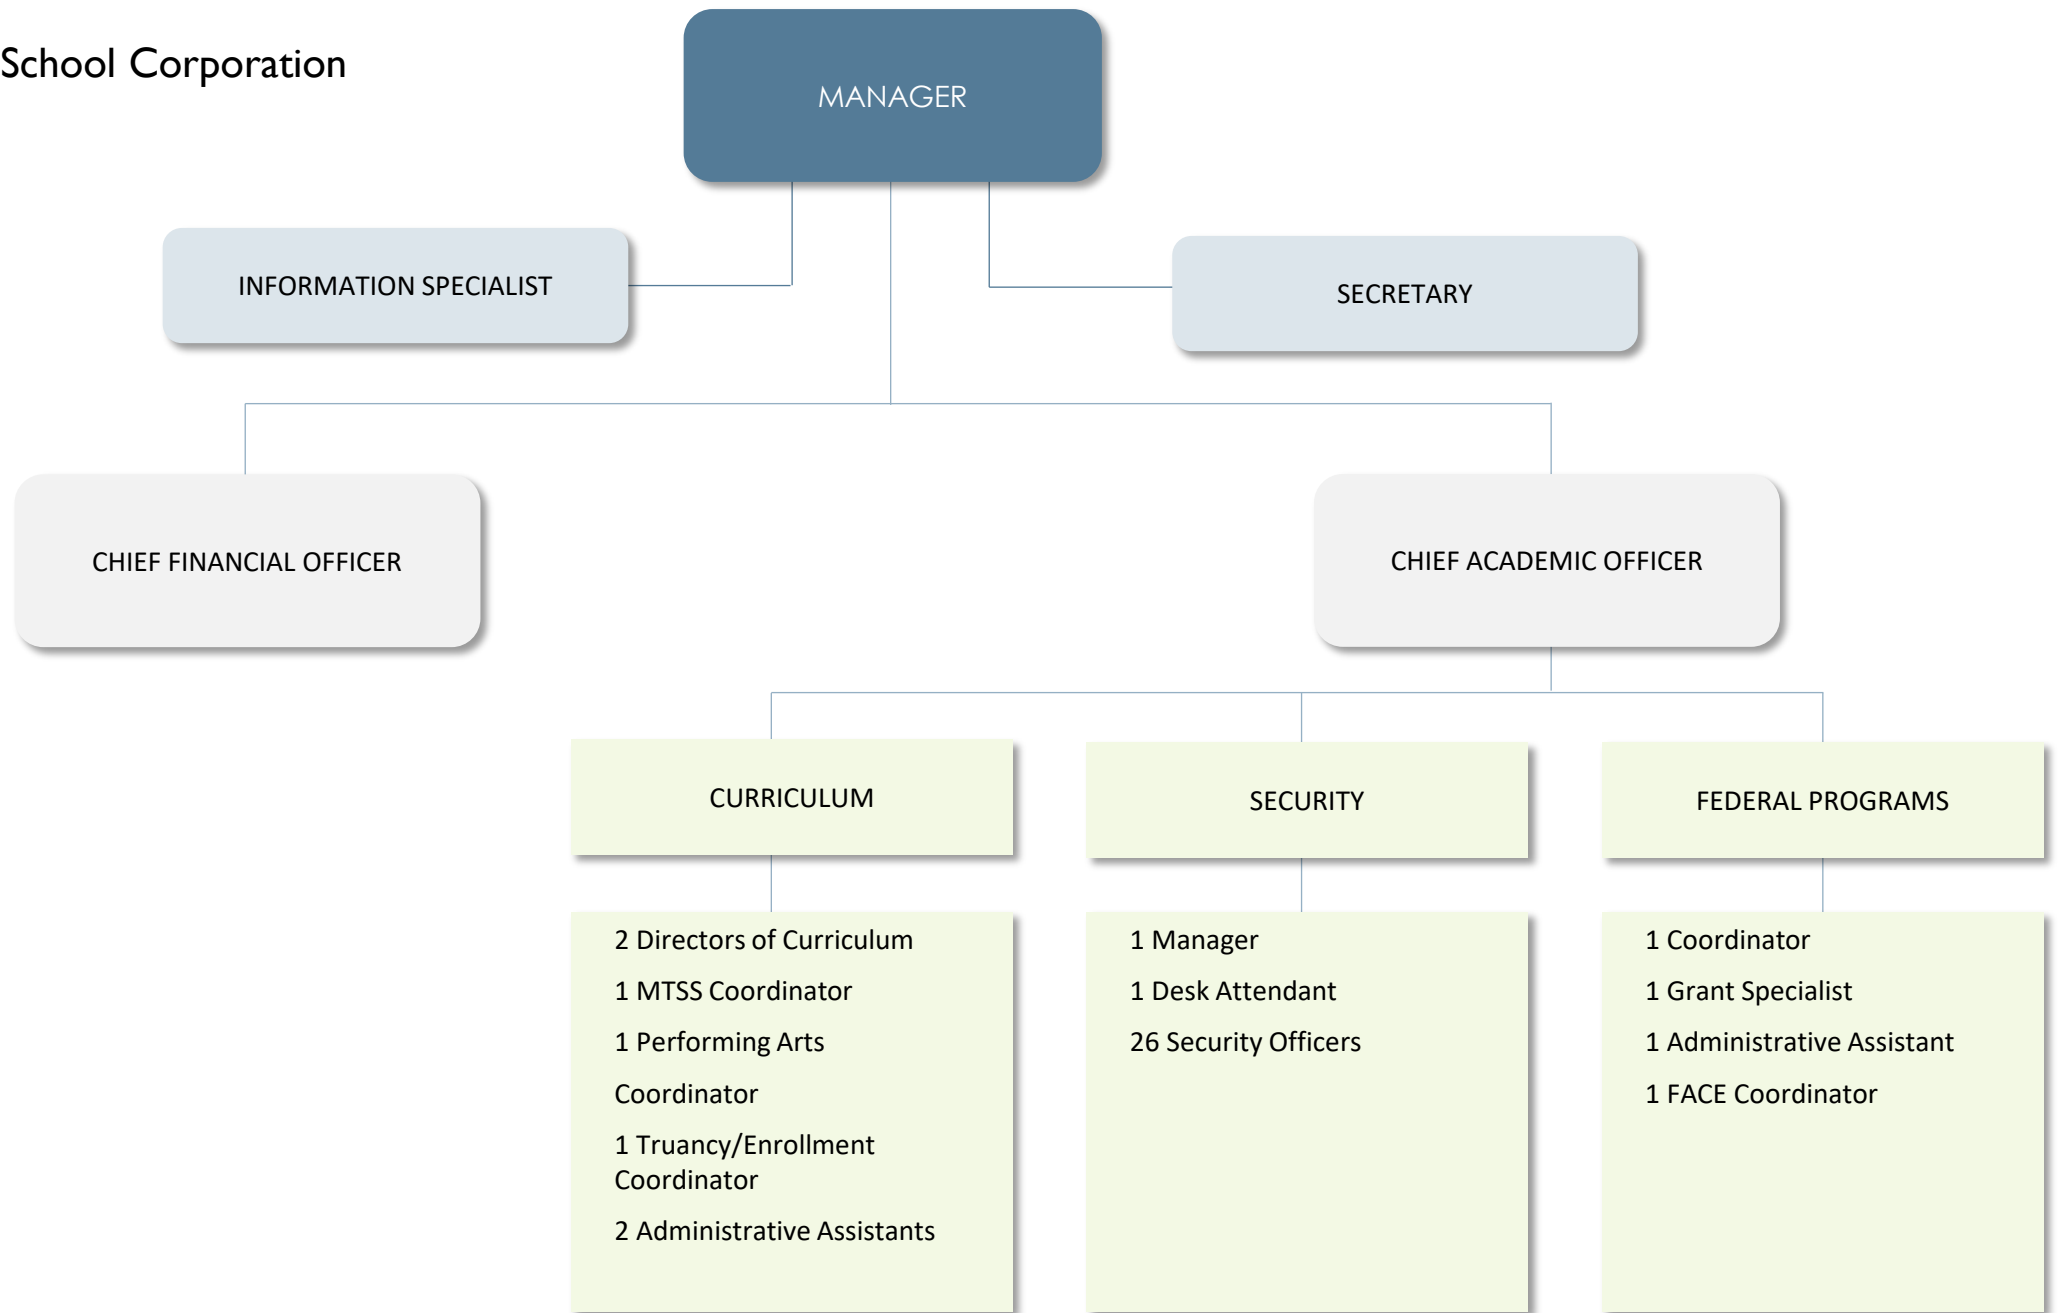 School Corporation
MANAGER
INFORMATION SPECIALIST
SECRETARY
CHIEF FINANCIAL OFFICER
CHIEF ACADEMIC OFFICER
CURRICULUM
SECURITY
FEDERAL PROGRAMS
2 Directors of Curriculum
1 MTSS Coordinator
1 Performing Arts
Coordinator
1 Truancy/Enrollment
Coordinator
2 Administrative Assistants
1 Manager
1 Desk Attendant
26 Security Officers
1 Coordinator
1 Grant Specialist
1 Administrative Assistant
1 FACE Coordinator